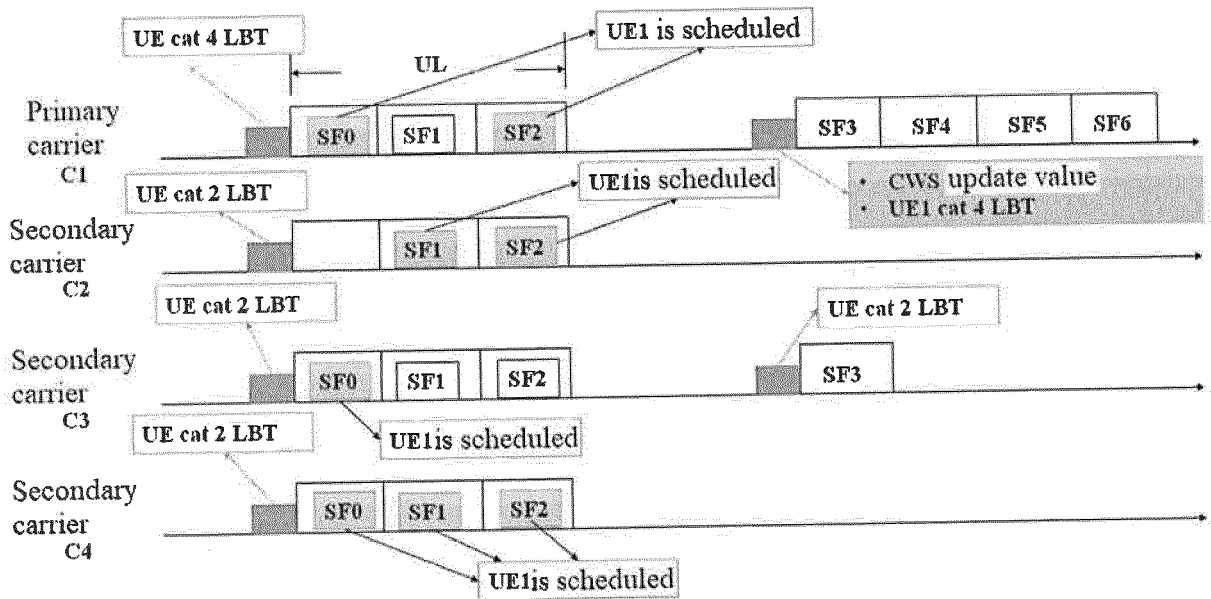 UE cat 4 LBT
UE1 is scheduled
UL
Primary
carrier
C1
SF0
SF1
SF2
SF3
SF4
SF5
SF6
• CWS update value
• UE1 cat 4 LBT
UE cat 2 LBT
UE1is scheduled
Secondary
carrier
C2
SF1
SF2
UE cat 2 LBT
UE cat 2 LBT
Secondary
carrier
C3
SF0
SF1
SF2
SF3
UE cat 2 LBT
UE1is scheduled
Secondary
carrier
C4
SF0
SF1
SF2
UE1is scheduled